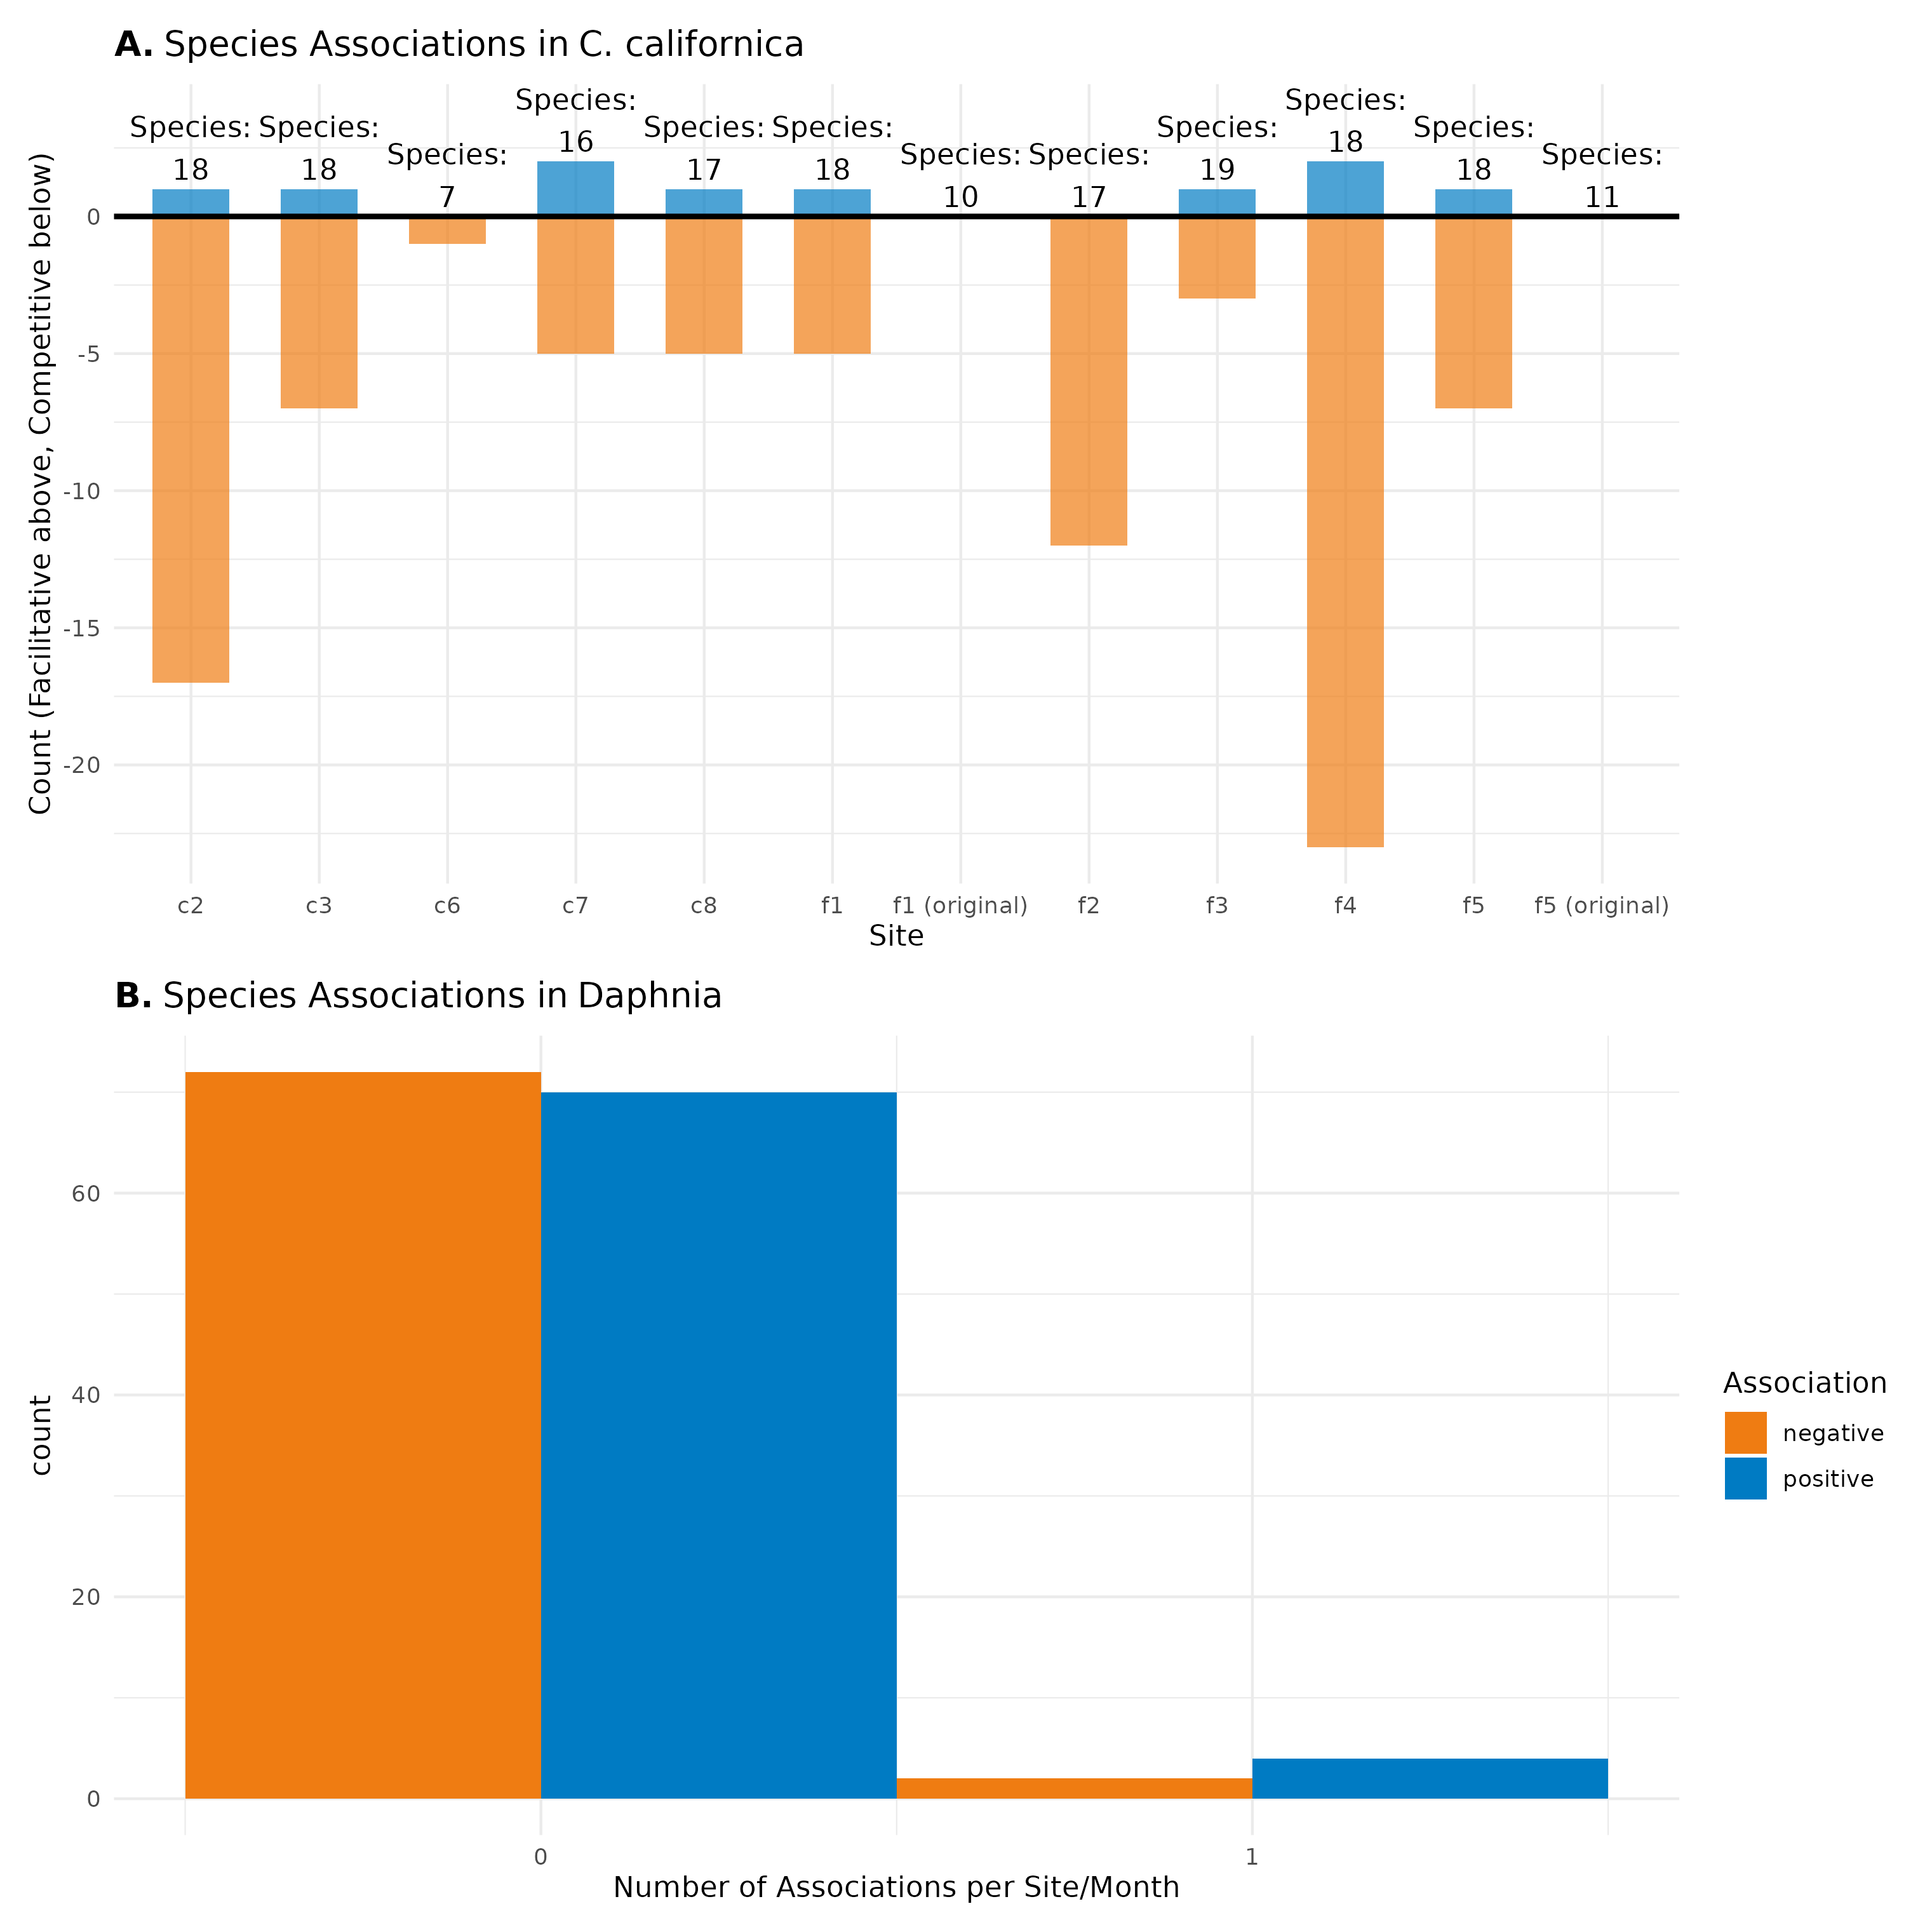 A. Species Associations in C. californica
Count (Facilitative above, Competitive below)
Species:
18
Species:
18
Species:
7
Species:
16
Species:
17
Species:
18
Species:
10
Species:
17
Species:
19
Species:
18
Species:
18
Species:
11
0
-5
-10
-15
-20
c2 c3 c6 c7 c8 f1 f1 (original) f2 f3 f4 f5 f5 (original)
Site
B. Species Associations in Daphnia
count
60
40
20
0
0 1
Number of Associations per Site/Month
Association
negative
positive